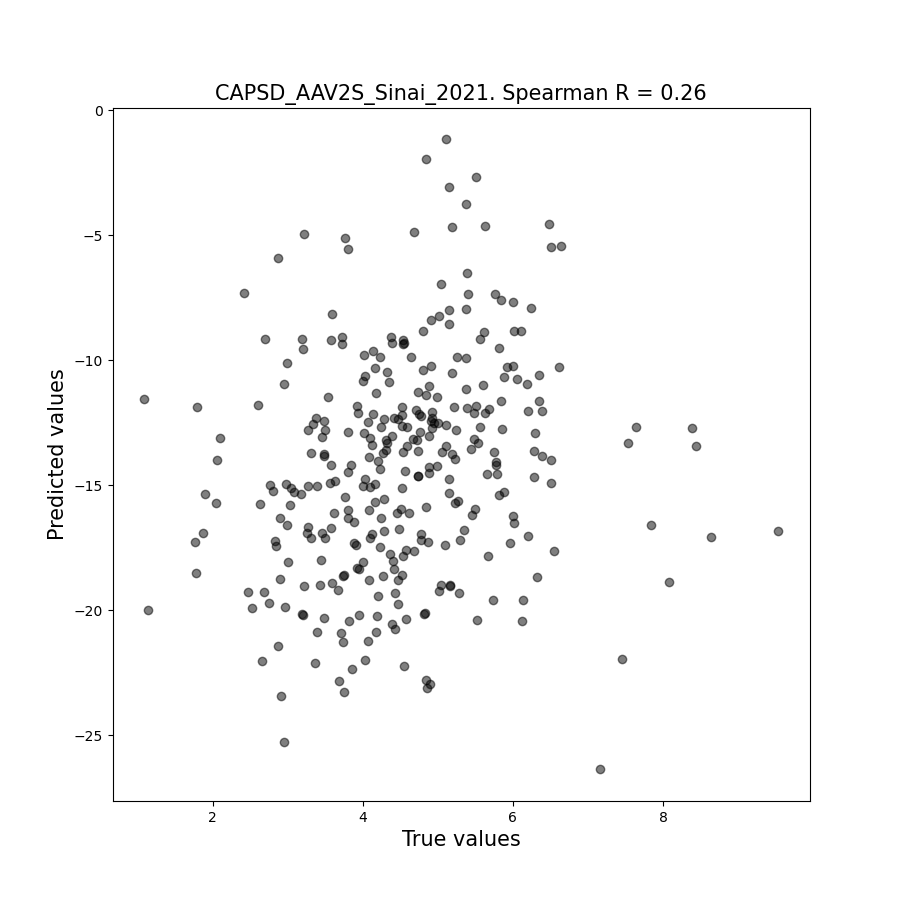 CAPSD_AAV2S_Sinai_2021. Spearman R = 0.26
0
−5
−10
−15
−20
−25
Predicted values
2 4 6 8
True values